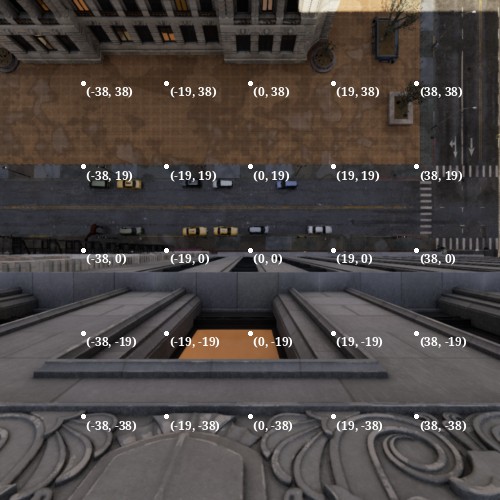 (-38, 38) (-19, 38) (0, 38) (19, 38) (38, 38)
(-38, 19) (-19, 19) (0, 19) (19, 19) (38, 19)
(-38, 0) (-19, 0) (0, 0) (19, 0) (38, 0)
(-38, -19) (-19, -19) (0, -19) (19, -19) (38, -19)
(-38, -38) (-19, -38) (0, -38) (19, -38) (38, -38)